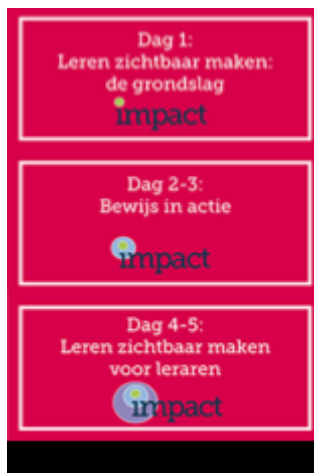 Dag 1:
Leren zichtbaar maken:
de grondslag
impact
Dag 2-3:
Bewijs in actie
impact
Dag 4-5:
Leren zichtbaar maken
voor leraren
impact